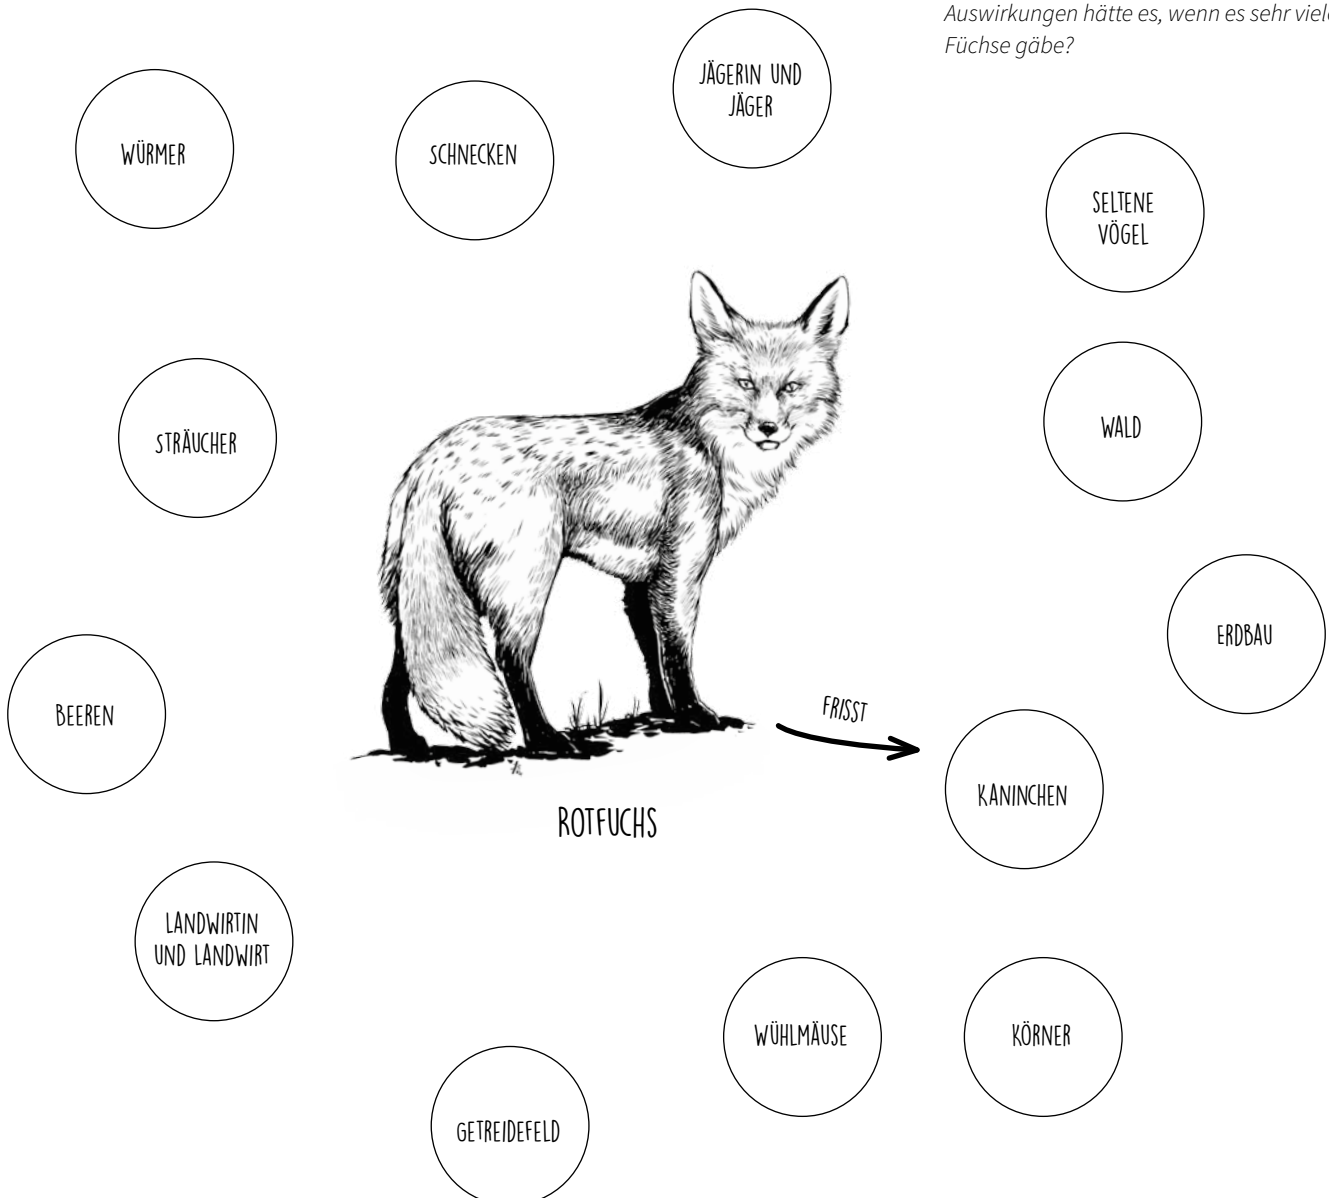 Auswirkungen hätte es, wenn es sehr viele
Füchse gäbe?
JÄGERIN UND
JÄGER
WÜRMER
SCHNECKEN
SELTENE
VÖGEL
STRÄUCHER
WALD
ERDBAU
BEEREN
FRISST
KANINCHEN
ROTFUCHS
LANDWIRTIN
UND LANDWIRT
WÜHLMÄUSE
KÖRNER
GETREIDEFELD